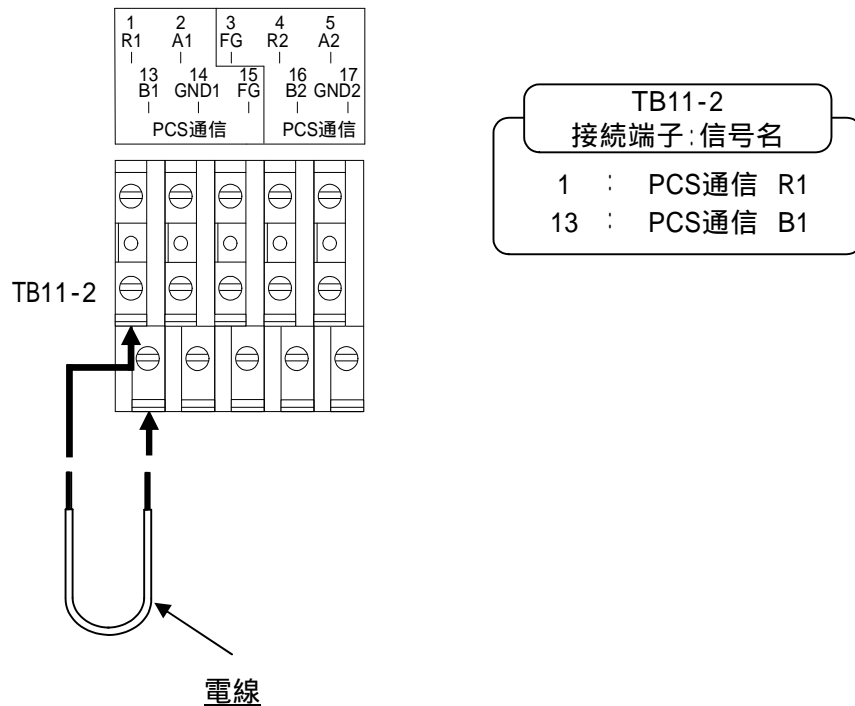 1 2 3 4 5
R1 A1 FG R2 A2
13 14 15 16 17
B1 GND1 FG B2 GND2
PCS通信 PCS通信
TB11-2
接続端子:信号名
1 : PCS通信 R1
13 : PCS通信 B1
TB11-2
電線